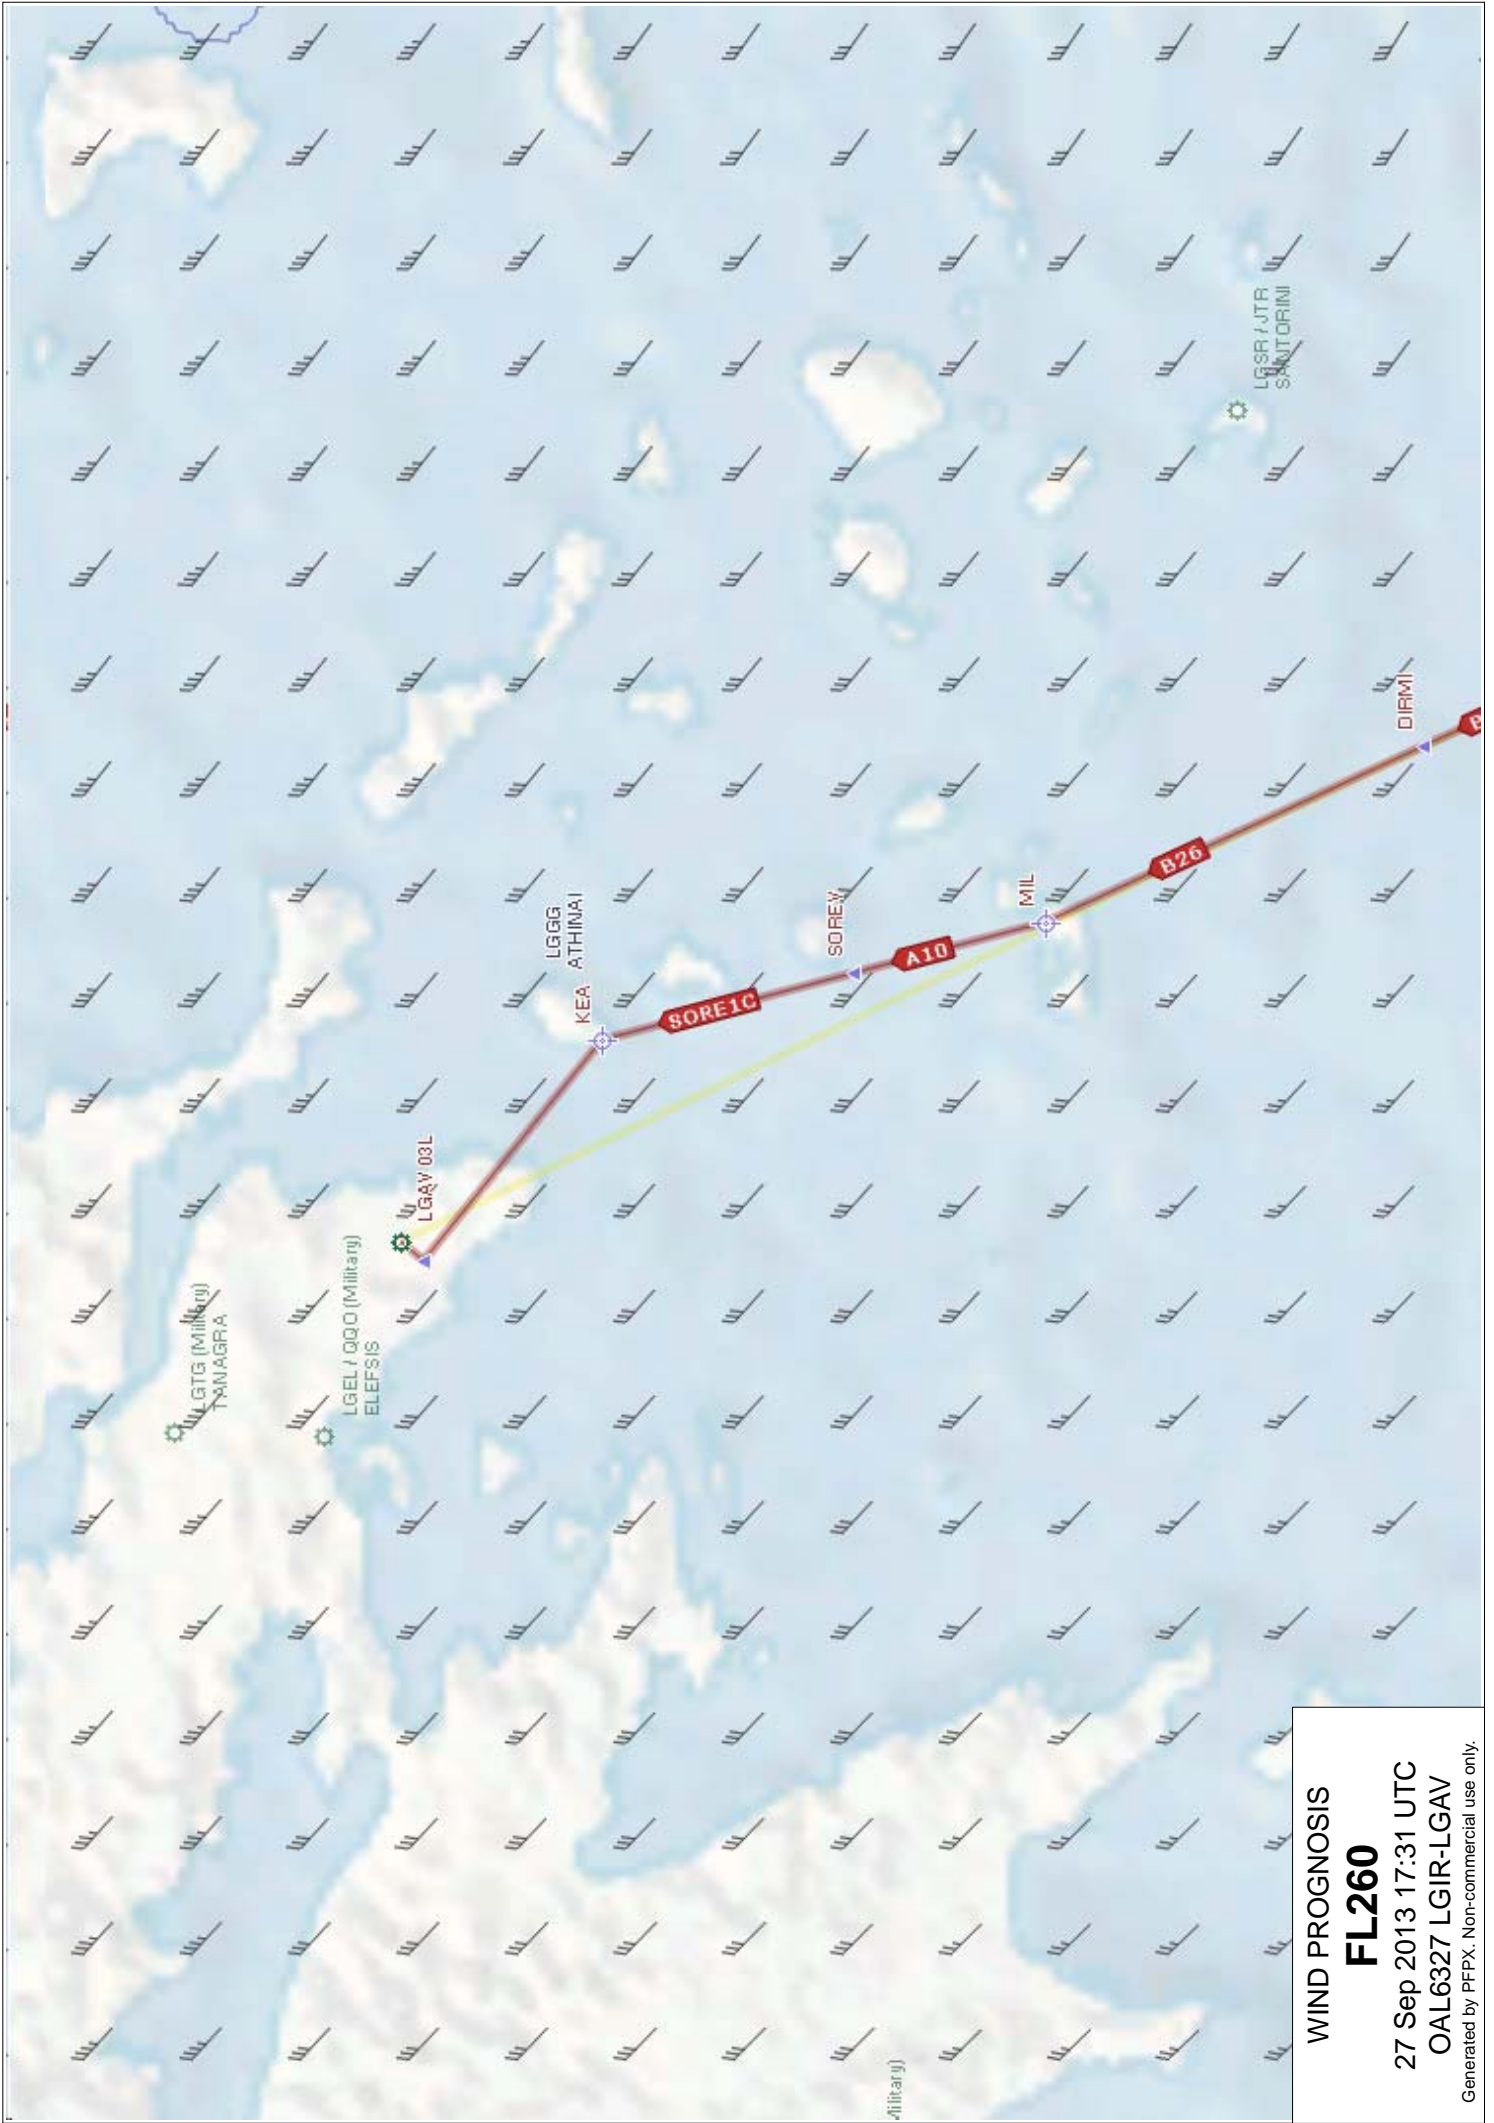 LGSR / JTR
SANTORINI
DIRMI
B26
MIL
SOREV
A10
LGGG
ATHINAI
KEA
SORE1C
LGAV 03L
LGTG (Military)
TANAGRA
LGEL / QQO (Military)
ELEFSIS
WIND PROGNOSIS
FL260
27 Sep 2013 17:31 UTC
OAL6327 LGIR-LGAV
Generated by PFPX. Non-commercial use only.